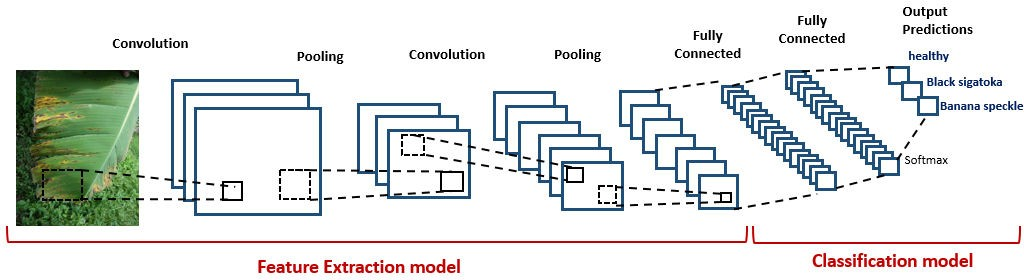 Convolution
Pooling
Convolution
Pooling
Fully
Connected
Fully
Connected
Output
Predictions
healthy
Black sigatoka
Banana speckle
Softmax
Feature Extraction model
Classification model